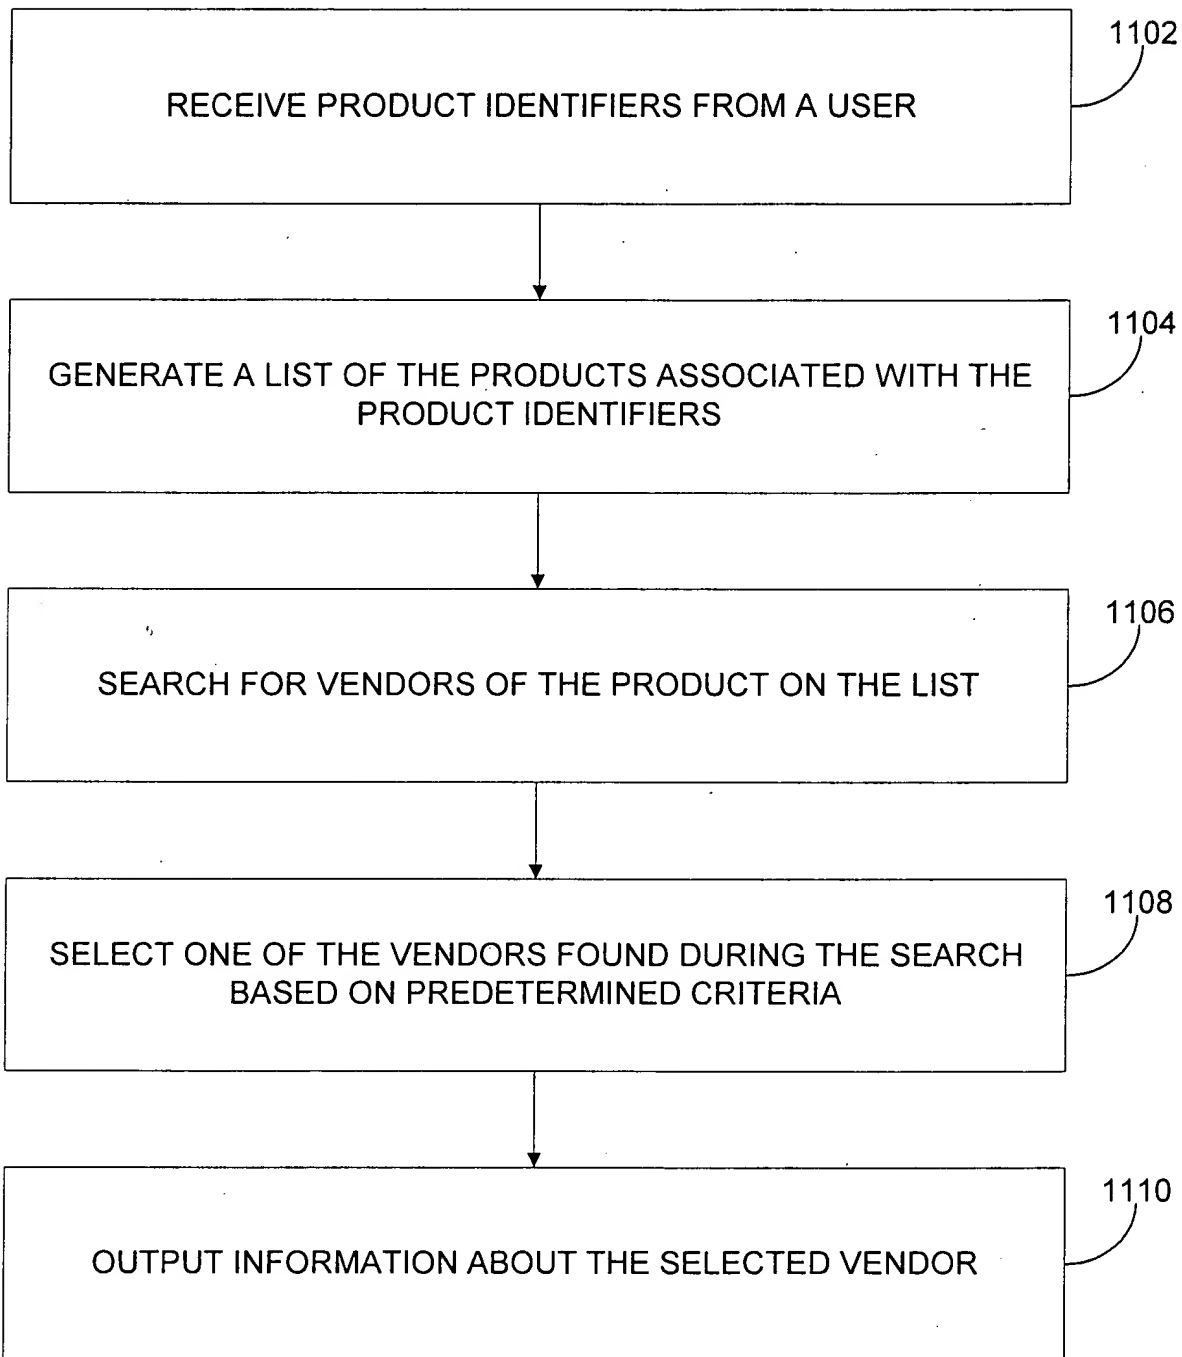 1102
RECEIVE PRODUCT IDENTIFIERS FROM A USER
1104
GENERATE A LIST OF THE PRODUCTS ASSOCIATED WITH THE
PRODUCT IDENTIFIERS
1106
SEARCH FOR VENDORS OF THE PRODUCT ON THE LIST
1108
SELECT ONE OF THE VENDORS FOUND DURING THE SEARCH
BASED ON PREDETERMINED CRITERIA
1110
OUTPUT INFORMATION ABOUT THE SELECTED VENDOR